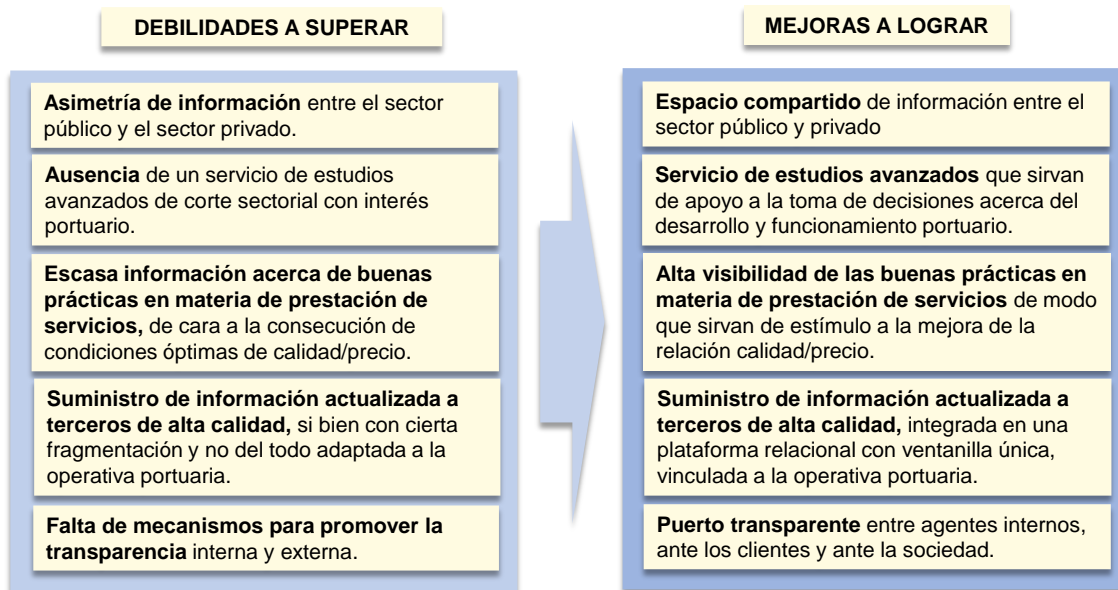 DEBILIDADES A SUPERAR
Asimetría de información entre el sector
público y el sector privado.
Ausencia de un servicio de estudios
avanzados de corte sectorial con interés
portuario.
Escasa información acerca de buenas
prácticas en materia de prestación de
servicios, de cara a la consecución de
condiciones óptimas de calidad/precio.
Suministro de información actualizada a
terceros de alta calidad, si bien con cierta
fragmentación y no del todo adaptada a la
operativa portuaria.
Falta de mecanismos para promover la
transparencia interna y externa.
MEJORAS A LOGRAR
Espacio compartido de información entre el
sector público y privado
Servicio de estudios avanzados que sirvan
de apoyo a la toma de decisiones acerca del
desarrollo y funcionamiento portuario.
Alta visibilidad de las buenas prácticas en
materia de prestación de servicios de modo
que sirvan de estímulo a la mejora de la
relación calidad/precio.
Suministro de información actualizada a
terceros de alta calidad, integrada en una
plataforma relacional con ventanilla única,
vinculada a la operativa portuaria.
Puerto transparente entre agentes internos,
ante los clientes y ante la sociedad.